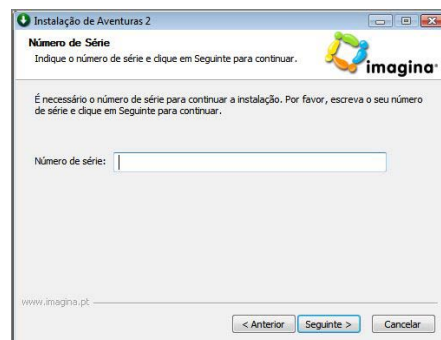 Instalação de Aventuras 2
Número de Série
Indique o número de série e clique em Seguinte para continuar.
imagina
É necessário o número de série para continuar a instalação. Por favor, escreva o seu número
de série e clique em Seguinte para continuar.
Número de série:
www.imagina.pt
< Anterior
Seguinte >
Cancelar